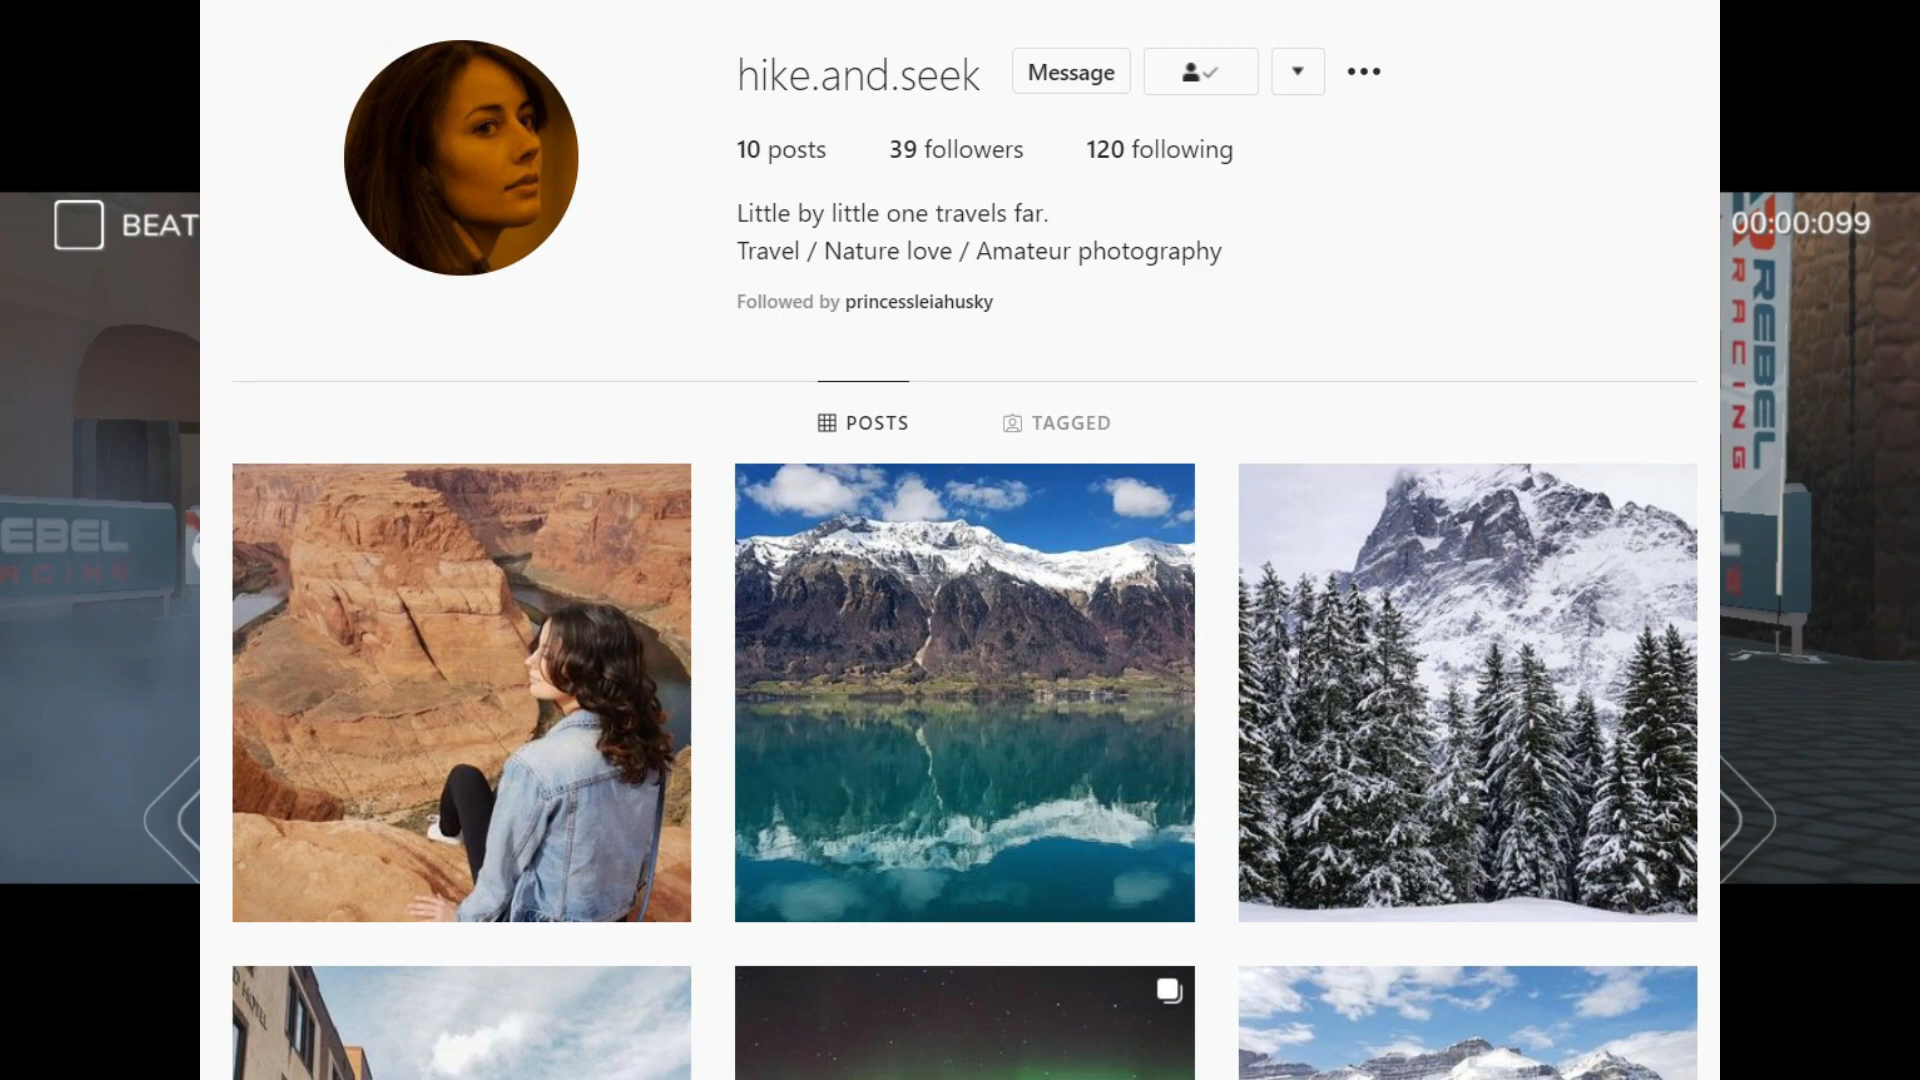 hike.and.seek
Message
10 posts
39 followers
120 following
Little by little one travels far.
Travel / Nature love / Amateur photography
Followed by princessleiahusky
POSTS
TAGGED
BEAT
00:00:099
REBEL
RACING
EBEL
HOTEL